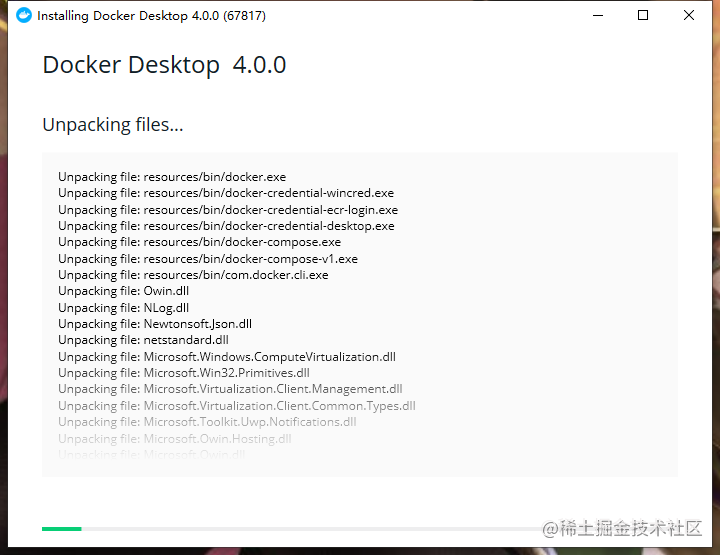 Installing Docker Desktop 4.0.0 (67817)
Docker Desktop 4.0.0
Unpacking files...
Unpacking file: resources/bin/docker.exe
Unpacking file: resources/bin/docker-credential-wincred.exe
Unpacking file: resources/bin/docker-credential-ecr-login.exe
Unpacking file: resources/bin/docker-credential-desktop.exe
Unpacking file: resources/bin/docker-compose.exe
Unpacking file: resources/bin/docker-compose-v1.exe
Unpacking file: resources/bin/com.docker.cli.exe
Unpacking file: Owin.dll
Unpacking file: NLog.dll
Unpacking file: Newtonsoft.Json.dll
Unpacking file: netstandard.dll
Unpacking file: Microsoft.Windows.ComputeVirtualization.dll
Unpacking file: Microsoft.Win32.Primitives.dll
Unpacking file: Microsoft.Virtualization.Client.Management.dll
Unpacking file: Microsoft.Virtualization.Client.Common.Types.dll
Unpacking file: Microsoft.Toolkit.Uwp.Notifications.dll
Unpacking file: Microsoft.Owin.Hosting.dll
Unpacking file: Microsoft.Owin.dll
@稀土掘金技术社区